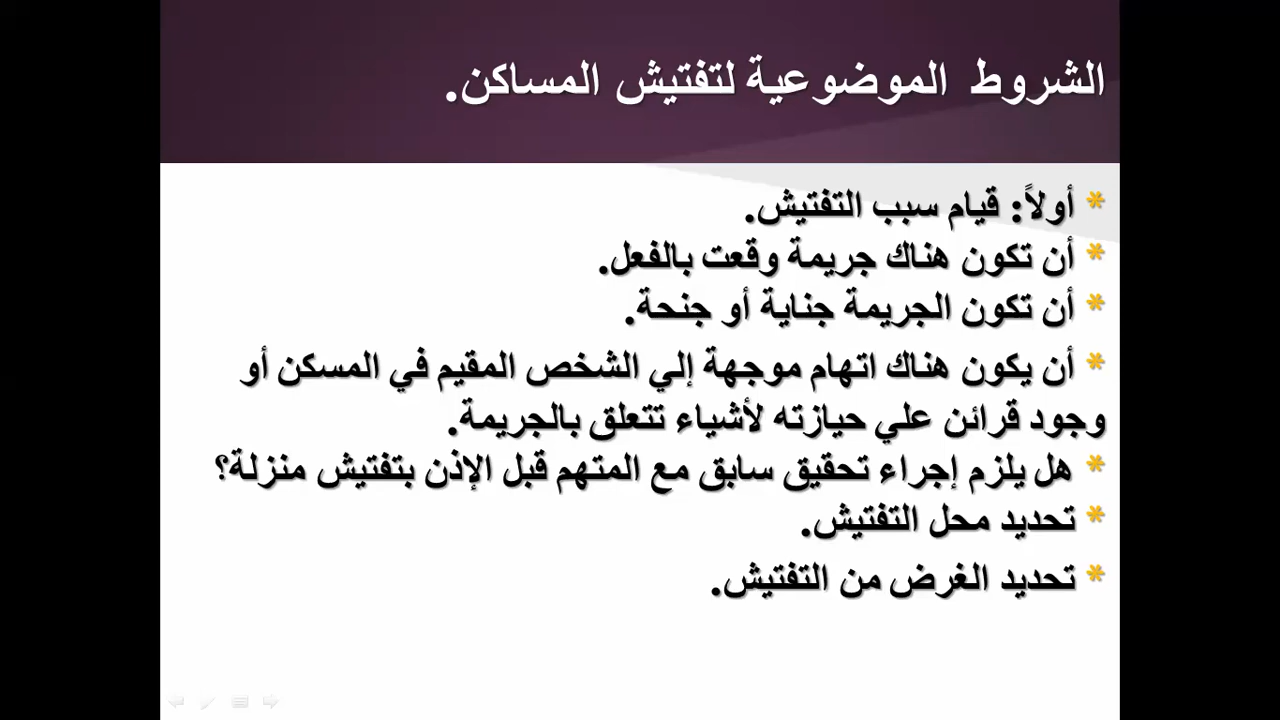 الشروط الموضوعية لتفتيش المساكن.
* أولاً: قيام سبب التفتيش.
* أن تكون هناك جريمة وقعت بالفعل.
* أن تكون الجريمة جناية أو جنحة.
* أن يكون هناك اتهام موجهة إلي الشخص المقيم في المسكن أو
وجود قرائن علي حيازته لأشياء تتعلق بالجريمة.
* هل يلزم إجراء تحقيق سابق مع المتهم قبل الإذن بتفتيش منزلة؟
* تحديد محل التفتيش.
* تحديد الغرض من التفتيش.